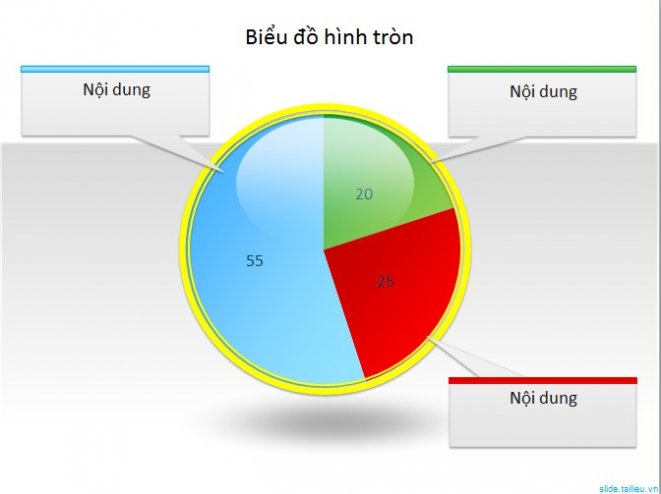 Biểu đồ hình tròn
Nội dung
Nội dung
20
55
25
Nội dung
slide.tailieu.vn